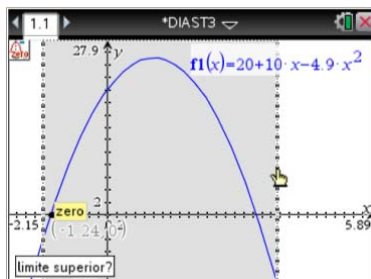 1.1 *DIAST3
zero
27.9 y f1(x)=20+10·x-4.9·x²
2
zero x
-2.15 (-1.24,0) 5.89
limite superior?